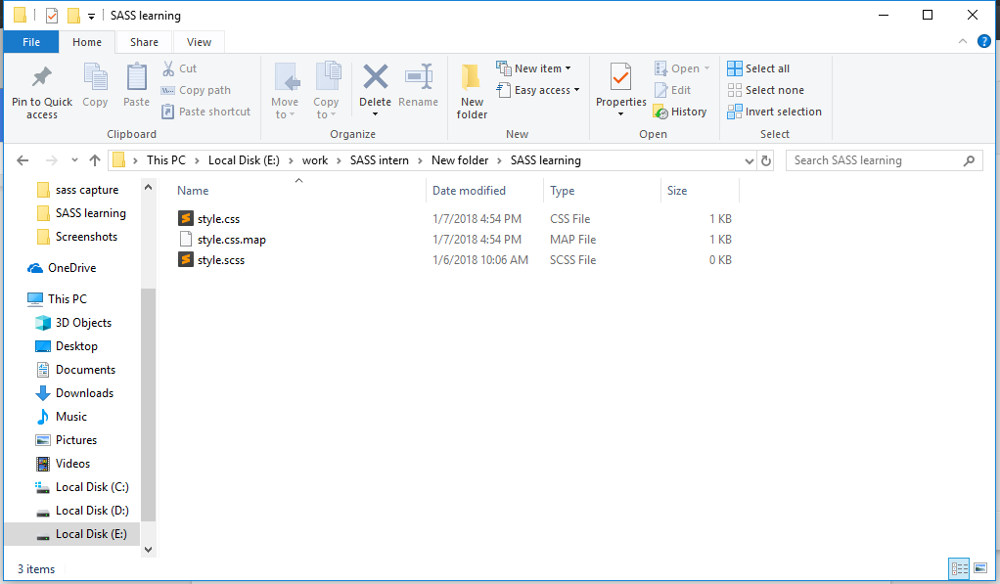 SASS learning
File Home Share View
Pin to Quick access
Copy
Paste
Cut
Copy path
Paste shortcut
Clipboard
Move to
Copy to
Delete
Rename
Organize
New folder
New item
Easy access
New
Properties
Open
Edit
History
Open
Select all
Select none
Invert selection
Select
This PC > Local Disk (E:) > work > SASS intern > New folder > SASS learning
Search SASS learning
sass capture
SASS learning
Screenshots
OneDrive
This PC
3D Objects
Desktop
Documents
Downloads
Music
Pictures
Videos
Local Disk (C:)
Local Disk (D:)
Local Disk (E:)
Name Date modified Type Size
style.css 1/7/2018 4:54 PM CSS File 1 KB
style.css.map 1/7/2018 4:54 PM MAP File 1 KB
style.scss 1/6/2018 10:06 AM SCSS File 0 KB
3 items